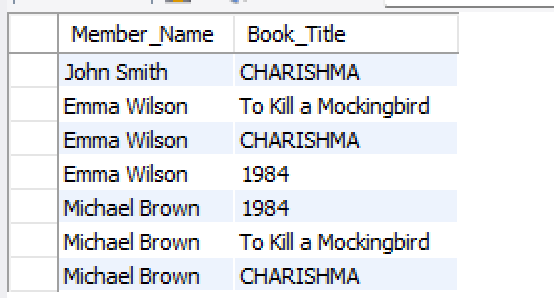 Member_Name Book_Title
John Smith CHARISHMA
Emma Wilson To Kill a Mockingbird
Emma Wilson CHARISHMA
Emma Wilson 1984
Michael Brown 1984
Michael Brown To Kill a Mockingbird
Michael Brown CHARISHMA